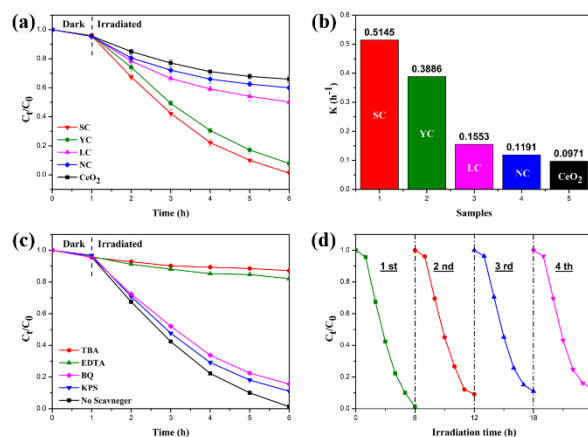 (a)
Dark
Irradiated
C_t/C_0
1.0
0.8
0.6
0.4
0.2
0.0
SC
YC
LC
NC
CeO₂
0 1 2 3 4 5 6
Time (h)
(b)
K (h⁻¹)
0.6
0.5
0.4
0.3
0.2
0.1
0.0
0.5145
0.3886
0.1553
0.1191
0.0971
SC
YC
LC
NC
CeO₂
1 2 3 4 5
Samples
(c)
Dark
Irradiated
C_t/C_0
1.0
0.8
0.6
0.4
0.2
0.0
TBA
EDTA
BQ
KPS
No Scavneger
0 1 2 3 4 5 6
Time (h)
(d)
C_t/C_0
1.0
0.8
0.6
0.4
0.2
0.0
1 st
2 nd
3 rd
4 th
0 6 12 18
Irradiation time (h)